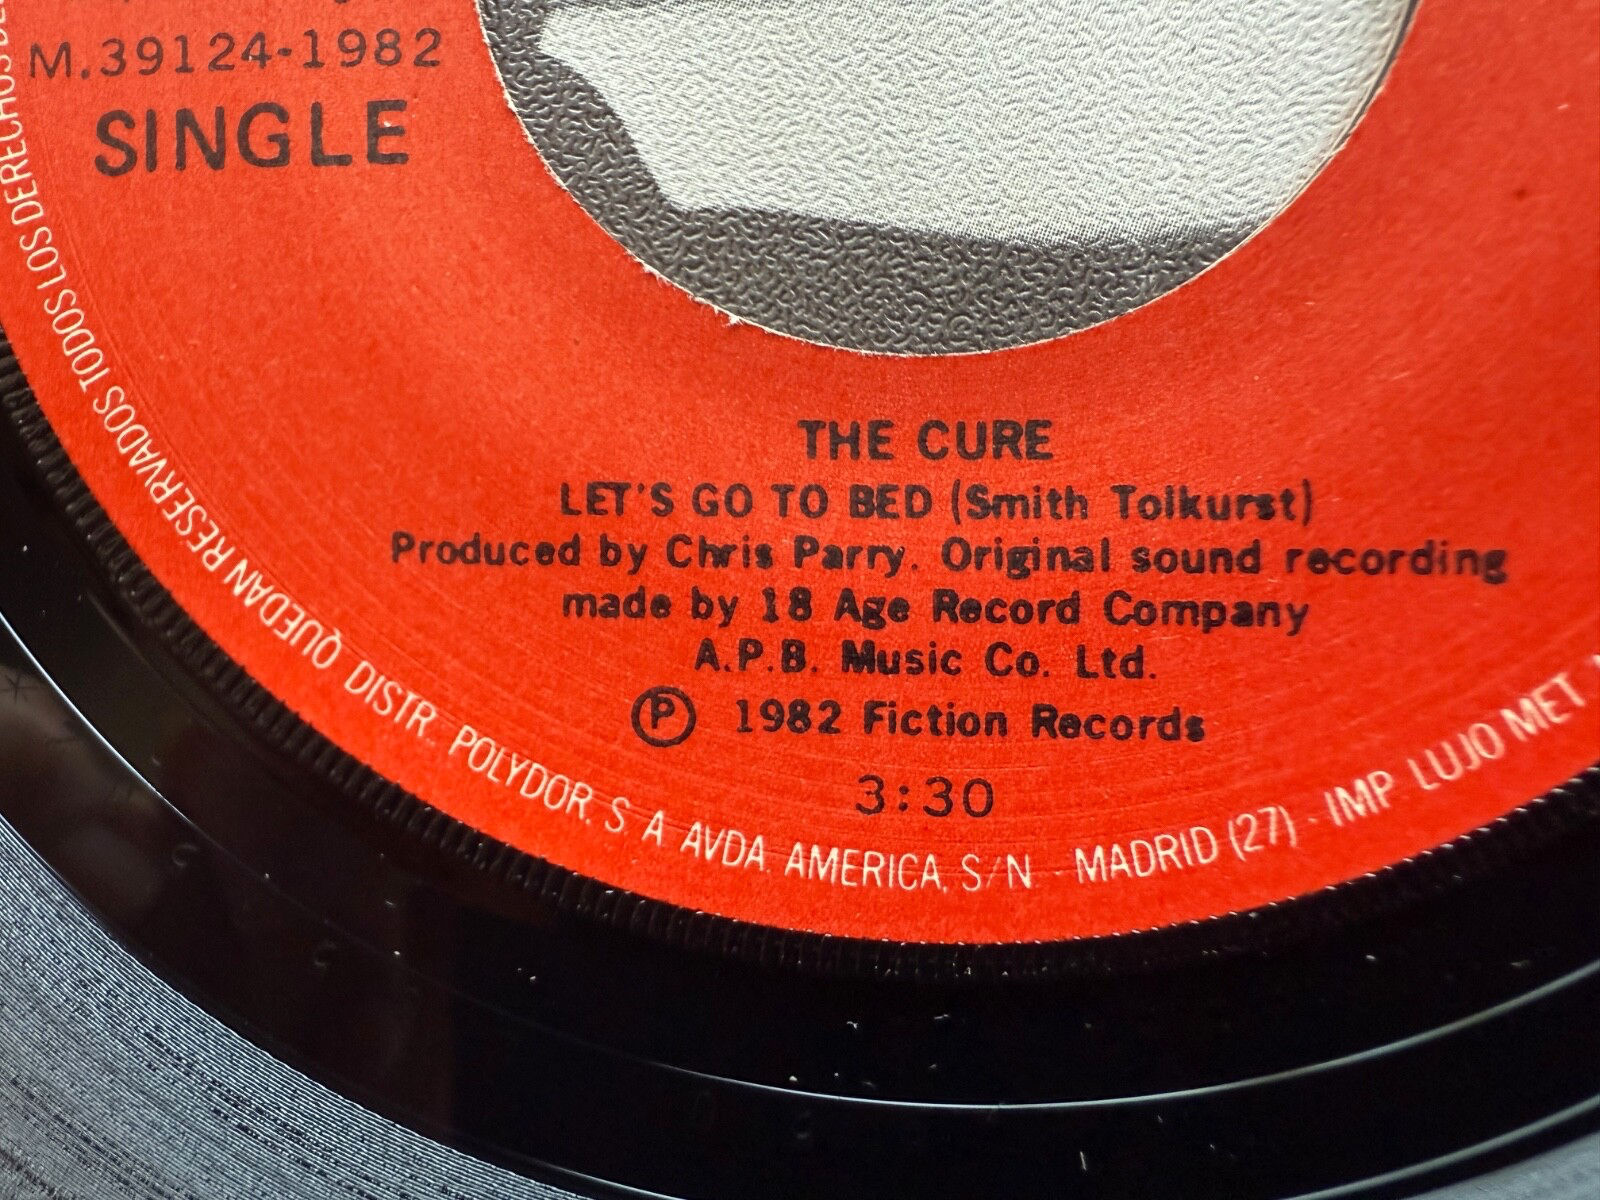 M.39124-1982
SINGLE
THE CURE
LET'S GO TO BED (Smith Tolkurst)
Produced by Chris Parry. Original sound recording
made by 18 Age Record Company
A.P.B. Music Co. Ltd.
Ⓟ 1982 Fiction Records
3:30
QUEDAN RESERVADOS TODOS LOS DERECHOS DISTR. POLYDOR, S. A. AVDA. AMERICA, S/N. - MADRID (27) - IMP. LUJO MET